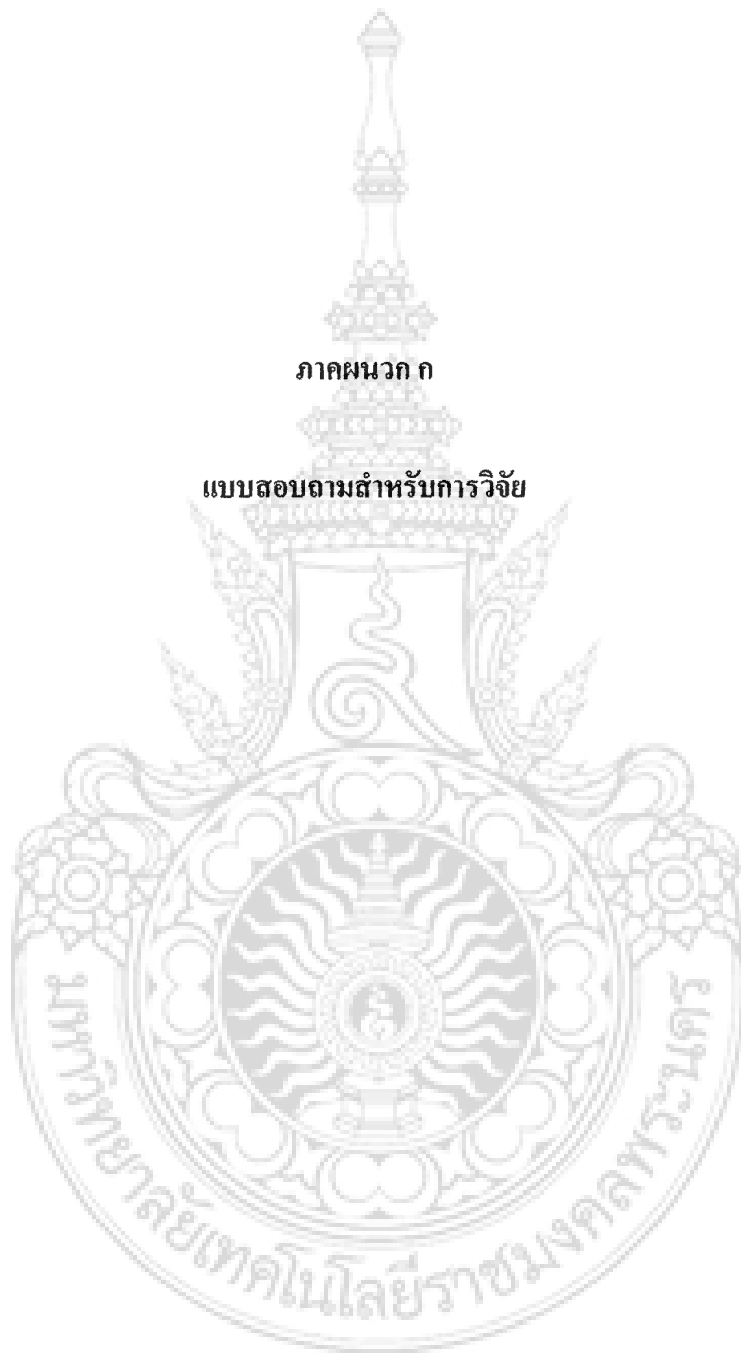 ภาคผนวก ก
แบบสอบถามสำหรับการวิจัย
มหาวิทยาลัยเทคโนโลยีราชมงคลพระนคร